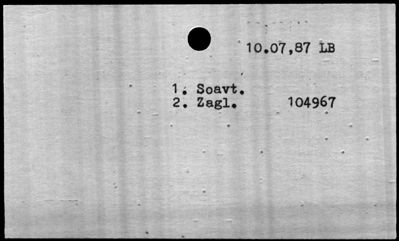 10.07,87 LB
1. Soavt.
2. Zagl. 104967